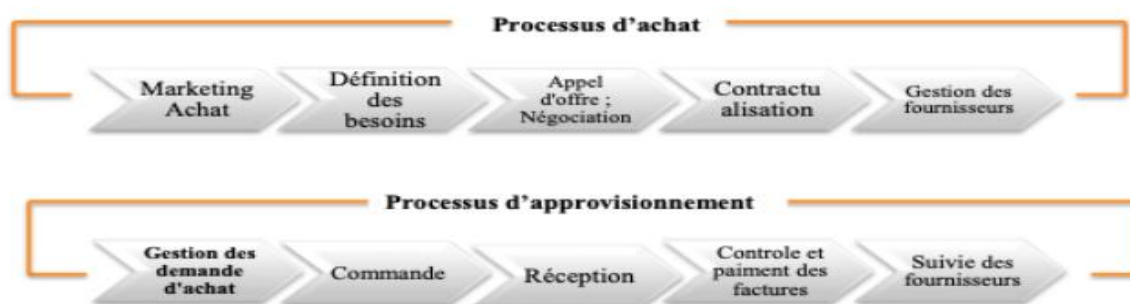 Processus d'achat
Marketing
Achat
Définition
des
besoins
Appel
d'offre ;
Négociation
Contractu
alisation
Gestion des
fournisseurs
Processus d'approvisionnement
Gestion des
demande
d'achat
Commande
Réception
Controle et
paiment des
factures
Suivie des
fournisseurs